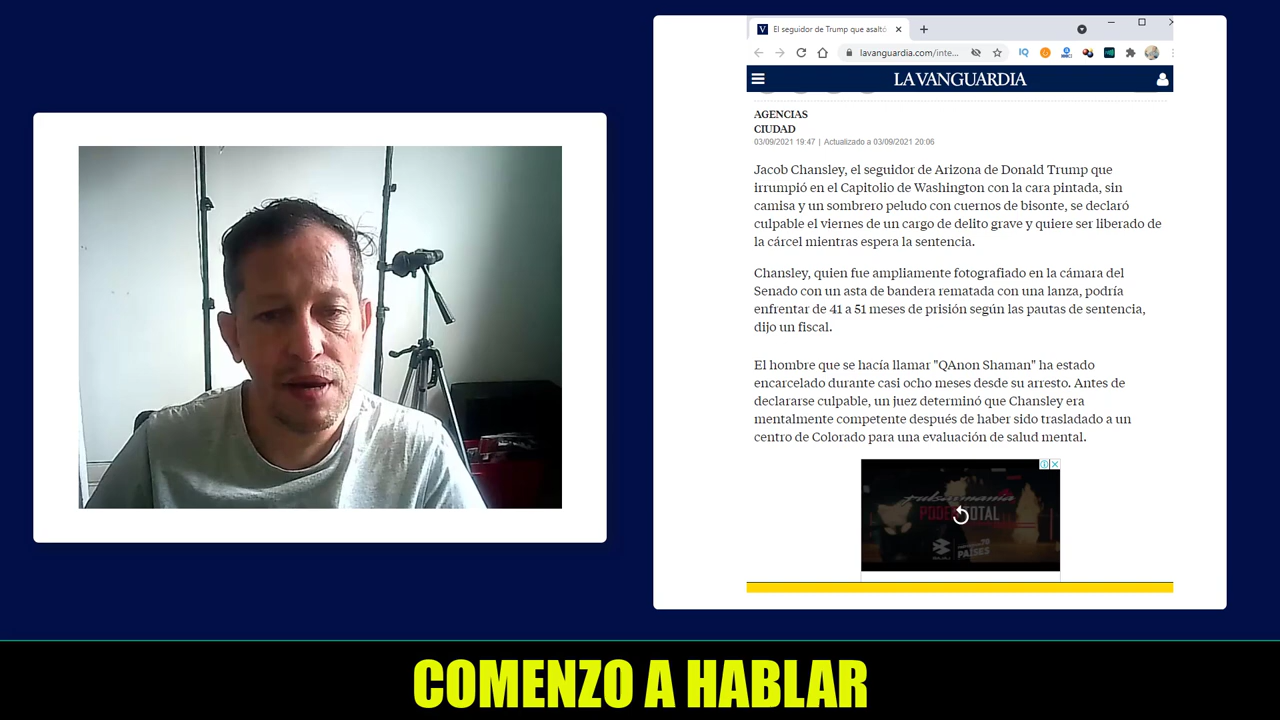 El seguidor de Trump que asaltó
lavanguardia.com/inte...
LA VANGUARDIA
AGENCIAS
CIUDAD
03/09/2021 19:47 | Actualizado a 03/09/2021 20:06
Jacob Chansley, el seguidor de Arizona de Donald Trump que
irrumpió en el Capitolio de Washington con la cara pintada, sin
camisa y un sombrero peludo con cuernos de bisonte, se declaró
culpable el viernes de un cargo de delito grave y quiere ser liberado de
la cárcel mientras espera la sentencia.
Chansley, quien fue ampliamente fotografiado en la cámara del
Senado con un asta de bandera rematada con una lanza, podría
enfrentar de 41 a 51 meses de prisión según las pautas de sentencia,
dijo un fiscal.
El hombre que se hacía llamar "QAnon Shaman" ha estado
encarcelado durante casi ocho meses desde su arresto. Antes de
declararse culpable, un juez determinó que Chansley era
mentalmente competente después de haber sido trasladado a un
centro de Colorado para una evaluación de salud mental.
PODER TOTAL
BAJAJ
70
PAÍSES
COMENZO A HABLAR